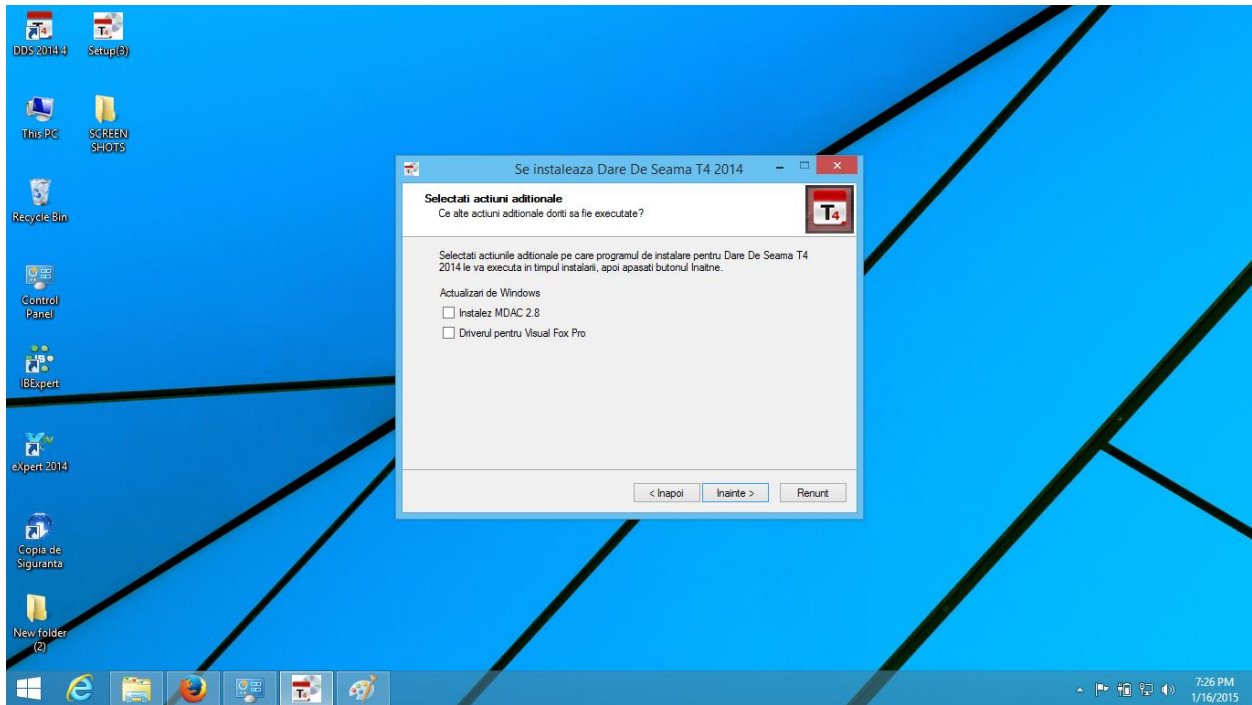 DDS 2014 4
Setup(3)
This PC
SCREEN
SHOTS
Recycle Bin
Control
Panel
IBExpert
eXpert 2014
Copia de
Siguranta
New folder
(2)
Se instaleaza Dare De Seama T4 2014
Selectati actiuni aditionale
Ce alte actiuni aditionale doriti sa fie executate?
T4
Selectati actiunile aditionale pe care programul de instalare pentru Dare De Seama T4
2014 le va executa in timpul instalarii, apoi apasati butonul Inaitne.
Actualizari de Windows
Instalez MDAC 2.8
Driverul pentru Visual Fox Pro
< Inapoi
Inainte >
Renunt
7:26 PM
1/16/2015